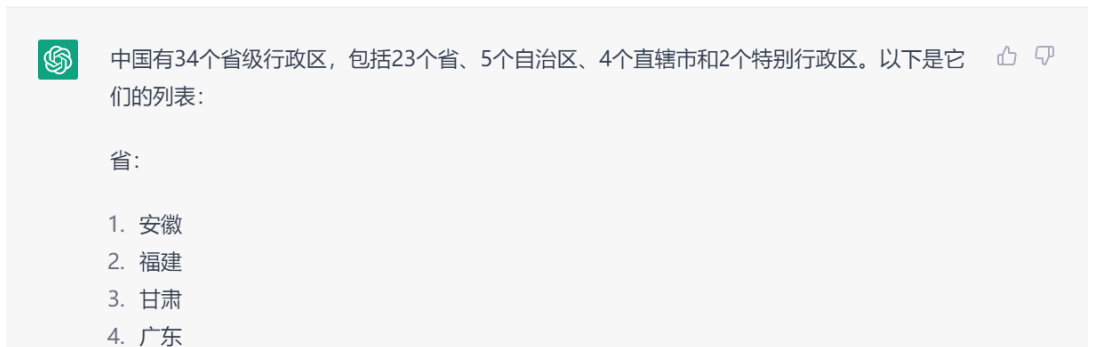 中国有34个省级行政区，包括23个省、5个自治区、4个直辖市和2个特别行政区。以下是它
们的列表：
省：
1. 安徽
2. 福建
3. 甘肃
4. 广东